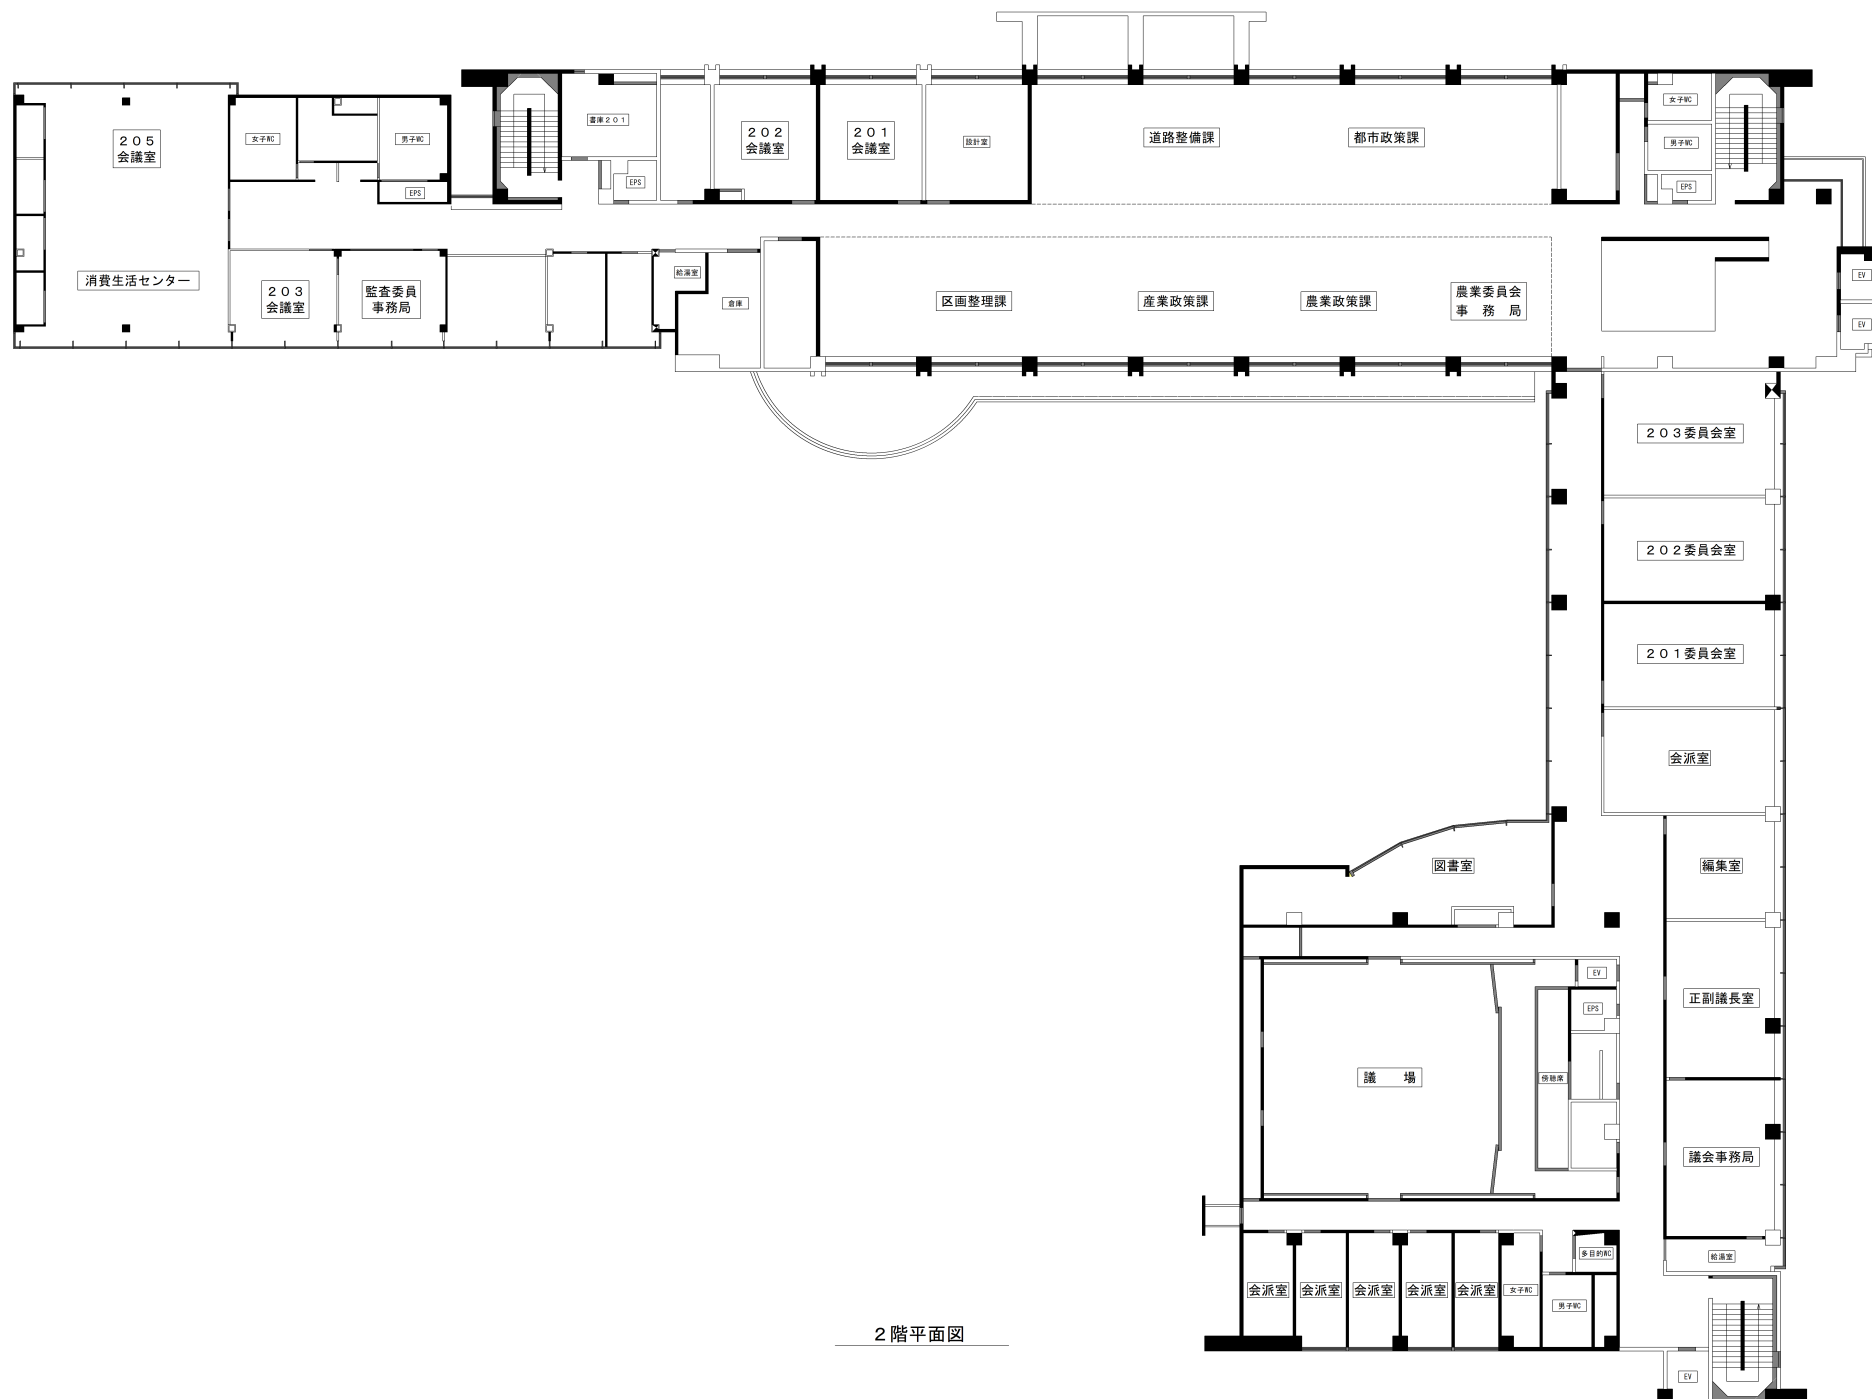 ２０５
会議室
女子WC
男子WC
EPS
書庫２０１
EPS
２０２
会議室
２０１
会議室
設計室
道路整備課
都市政策課
女子WC
男子WC
EPS
消費生活センター
２０３
会議室
監査委員
事務局
給湯室
倉庫
区画整理課
産業政策課
農業政策課
農業委員会
事　務　局
EV
EV
２０３委員会室
２０２委員会室
２０１委員会室
会派室
図書室
編集室
EV
EPS
正副議長室
議　　場
傍聴席
議会事務局
多目的WC
給湯室
会派室
会派室
会派室
会派室
会派室
女子WC
男子WC
２階平面図
EV